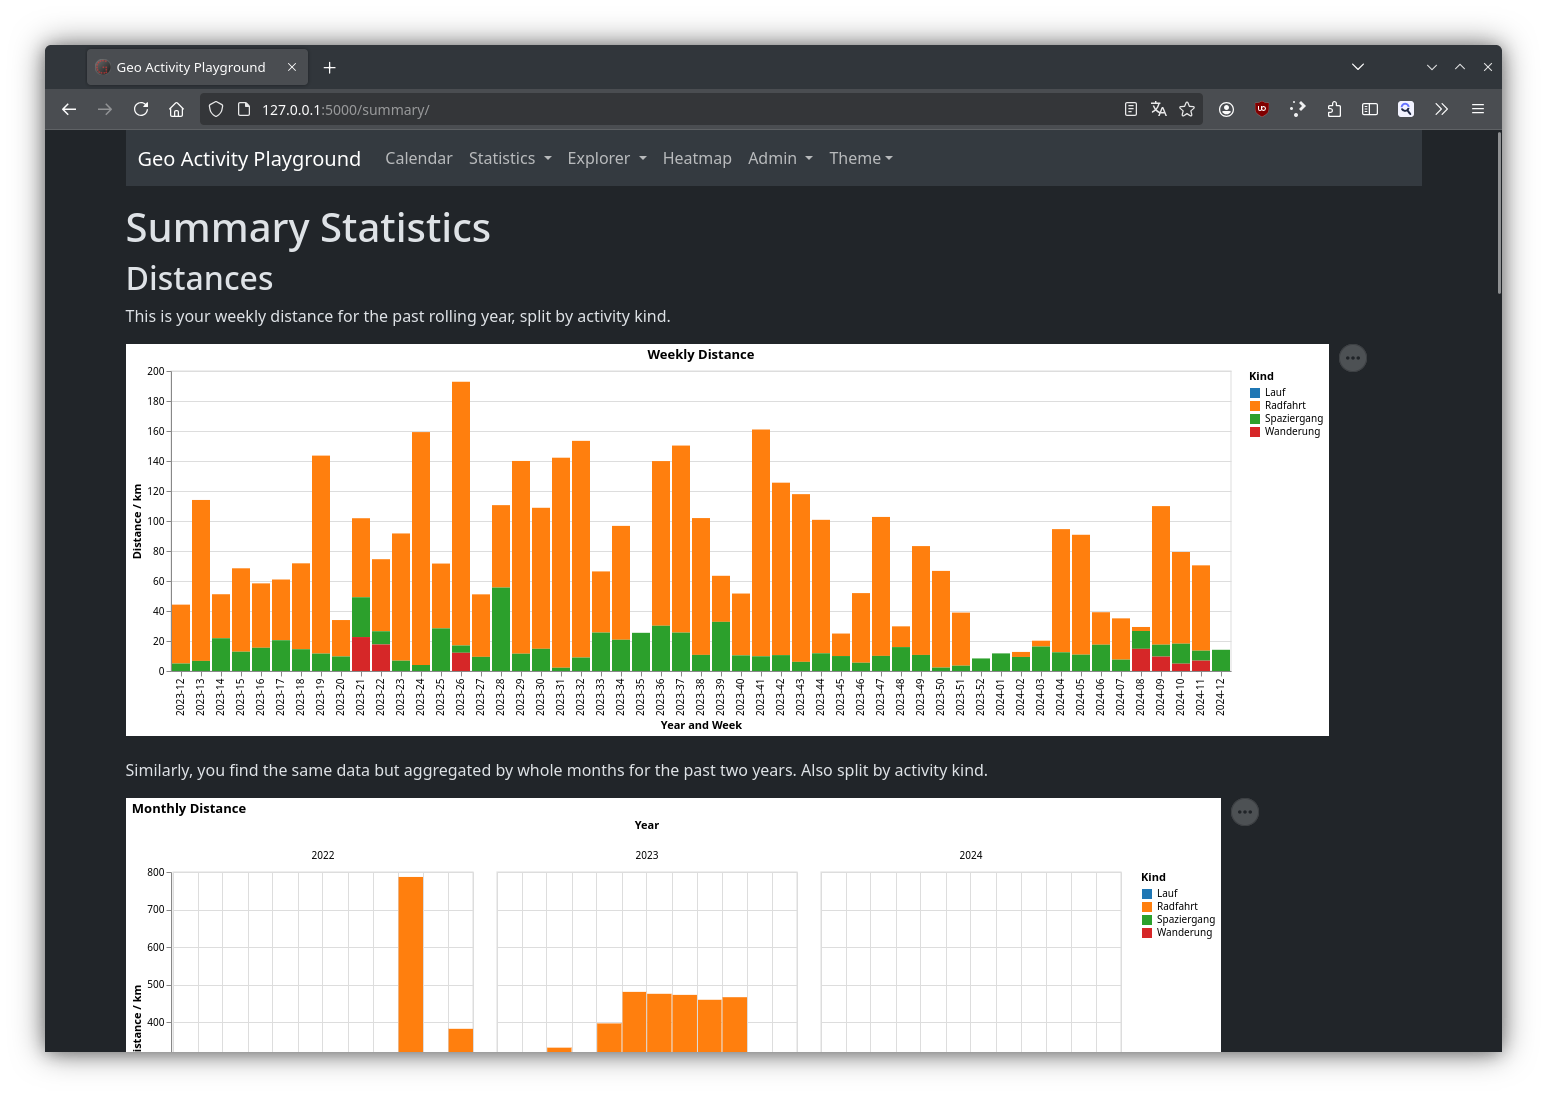 Geo Activity Playground
127.0.0.1:5000/summary/
Geo Activity Playground Calendar Statistics Explorer Heatmap Admin Theme
Summary Statistics
Distances
This is your weekly distance for the past rolling year, split by activity kind.
Weekly Distance
200
180
160
140
120
100
80
60
40
20
0
Distance / km
2023-12 2023-13 2023-14 2023-15 2023-16 2023-17 2023-18 2023-19 2023-20 2023-21 2023-22 2023-23 2023-24 2023-25 2023-26 2023-27 2023-28 2023-29 2023-30 2023-31 2023-32 2023-33 2023-34 2023-35 2023-36 2023-37 2023-38 2023-39 2023-40 2023-41 2023-42 2023-43 2023-44 2023-45 2023-46 2023-47 2023-48 2023-49 2023-50 2023-51 2023-52 2024-01 2024-02 2024-03 2024-04 2024-05 2024-06 2024-07 2024-08 2024-09 2024-10 2024-11 2024-12
Year and Week
Kind
Lauf
Radfahrt
Spaziergang
Wanderung
Similarly, you find the same data but aggregated by whole months for the past two years. Also split by activity kind.
Monthly Distance
Year
2022 2023 2024
800
700
600
500
400
istance / km
Kind
Lauf
Radfahrt
Spaziergang
Wanderung